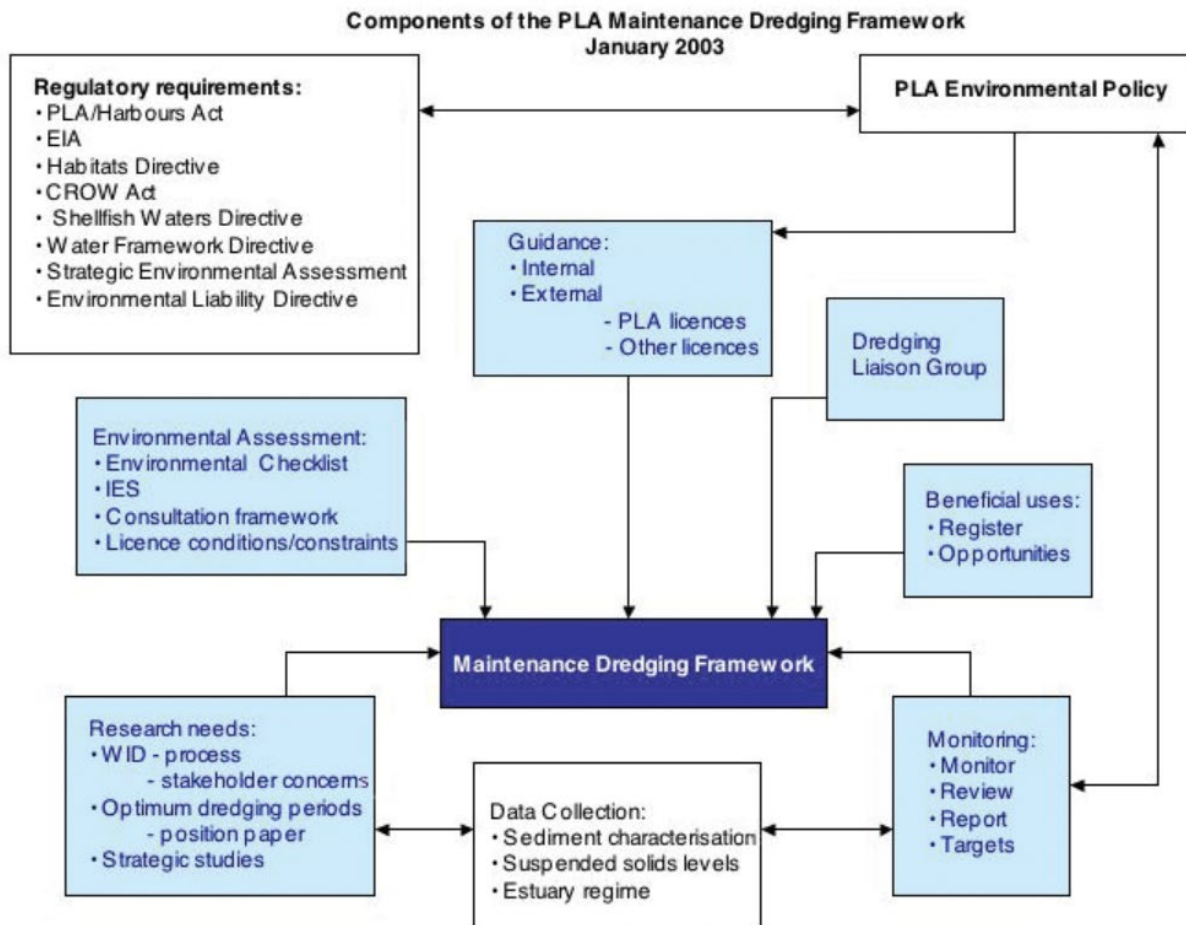 Components of the PLA Maintenance Dredging Framework
January 2003
Regulatory requirements:
· PLA/Harbours Act
· EIA
· Habitats Directive
· CROW Act
· Shellfish Waters Directive
· Water Framework Directive
· Strategic Environmental Assessment
· Environmental Liability Directive
PLA Environmental Policy
Guidance:
· Internal
· External
- PLA licences
- Other licences
Dredging
Liaison Group
Environmental Assessment:
· Environmental Checklist
· IES
· Consultation framework
· Licence conditions/constraints
Beneficial uses:
· Register
· Opportunities
Maintenance Dredging Framework
Research needs:
· WID - process
- stakeholder concerns
· Optimum dredging periods
- position paper
· Strategic studies
Data Collection:
· Sediment characterisation
· Suspended solids levels
· Estuary regime
Monitoring:
· Monitor
· Review
· Report
· Targets